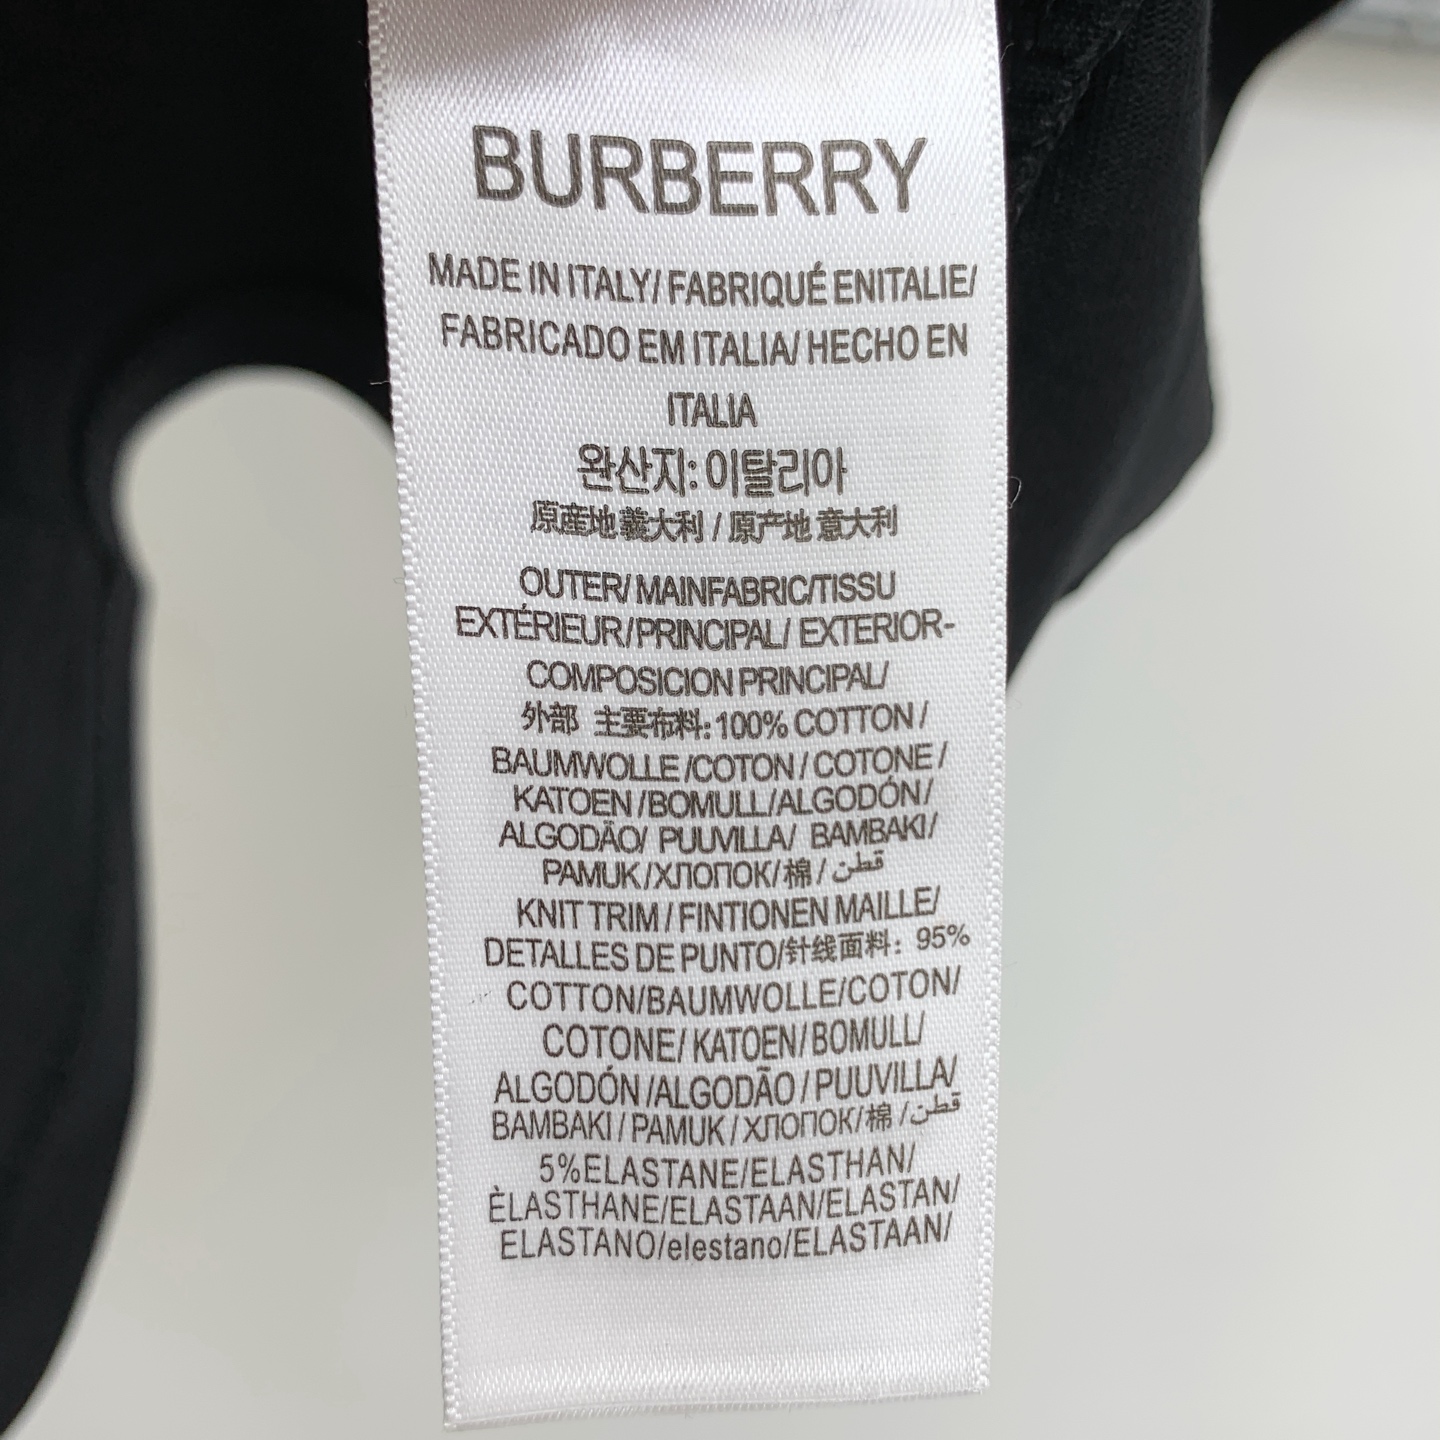 BURBERRY
MADE IN ITALY/ FABRIQUÉ ENITALIE/
FABRICADO EM ITALIA/ HECHO EN
ITALIA
완산지: 이탈리아
原産地 義大利 / 原产地 意大利
OUTER/ MAINFABRIC/TISSU
EXTÉRIEUR/PRINCIPAL/ EXTERIOR-
COMPOSICION PRINCIPAL/
外部 主要布料: 100% COTTON /
BAUMWOLLE /COTON / COTONE /
KATOEN /BOMULL/ALGODÓN/
ALGODÃO/ PUUVILLA/ BAMBAKI/
PAMUK/ХЛОПОК/棉 / قطن
KNIT TRIM / FINTIONEN MAILLE/
DETALLES DE PUNTO/针线面料: 95%
COTTON/BAUMWOLLE/COTON/
COTONE/ KATOEN/ BOMULL/
ALGODÓN /ALGODÃO / PUUVILLA/
BAMBAKI / PAMUK / ХЛОПОК/棉 / قطن
5%ELASTANE/ELASTHAN/
ÈLASTHANE/ELASTAAN/ELASTAN/
ELASTANO/elestano/ELASTAAN/